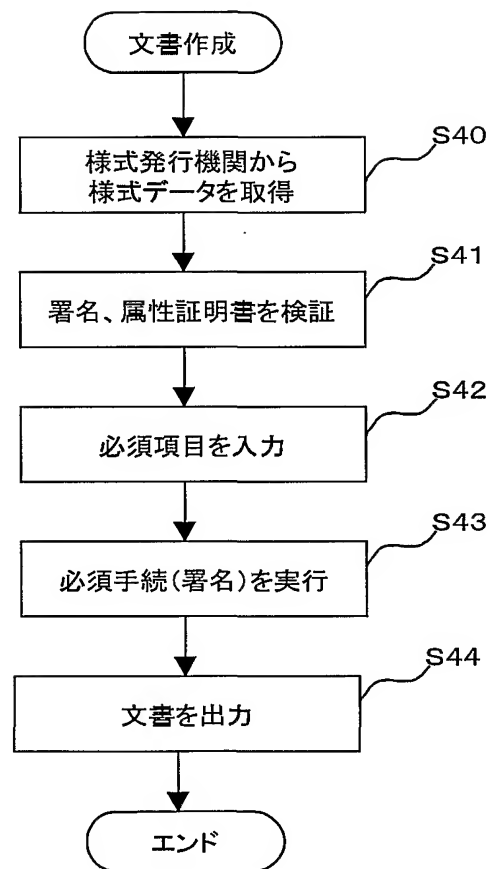 文書作成
様式発行機関から
様式データを取得
S40
署名、属性証明書を検証
S41
必須項目を入力
S42
必須手続(署名)を実行
S43
文書を出力
S44
エンド